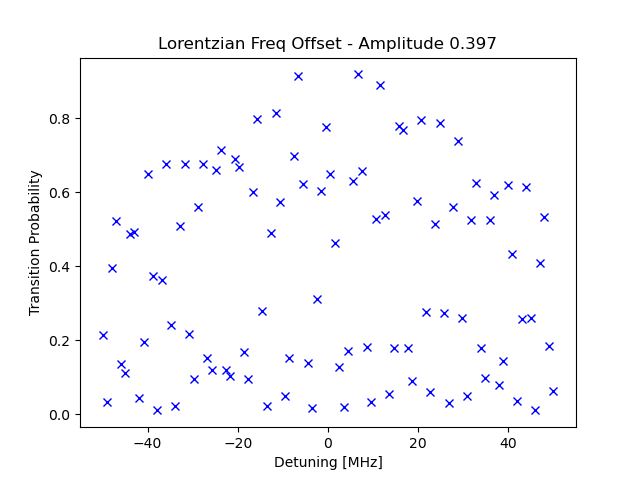 Lorentzian Freq Offset - Amplitude 0.397
Transition Probability
0.8
0.6
0.4
0.2
0.0
−40 −20 0 20 40
Detuning [MHz]